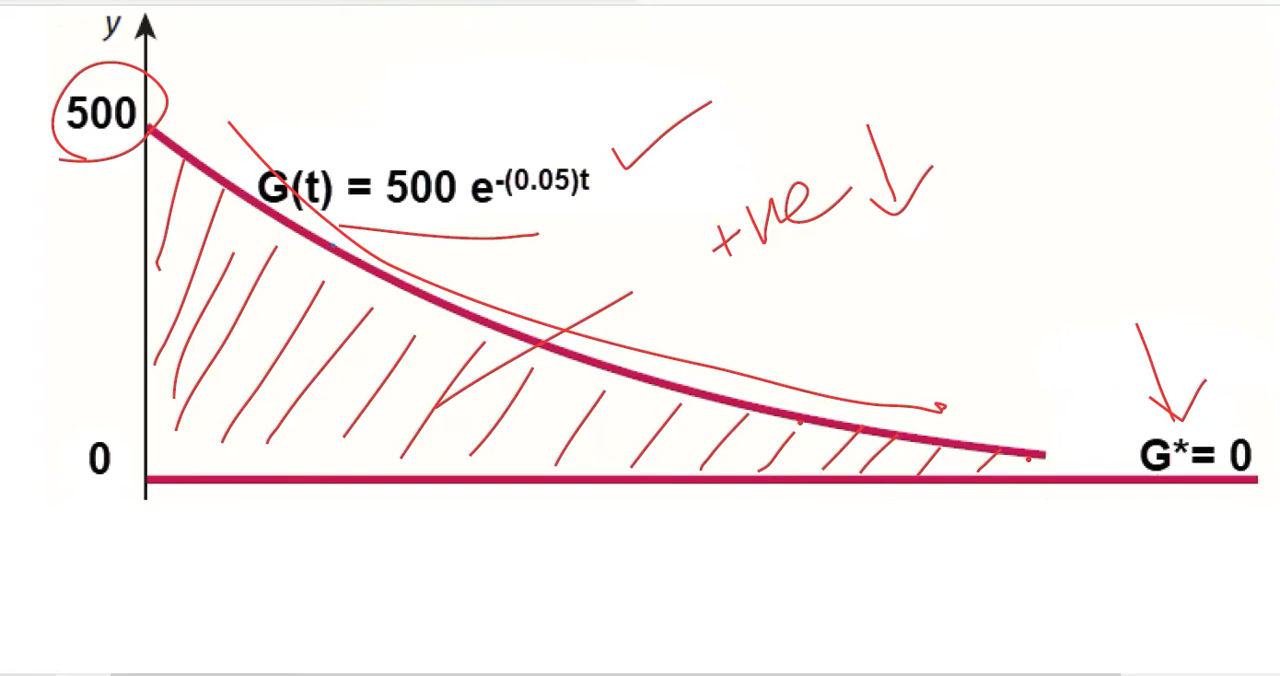 y
500
G(t) = 500 e-(0.05)t
+ve
0
G*= 0